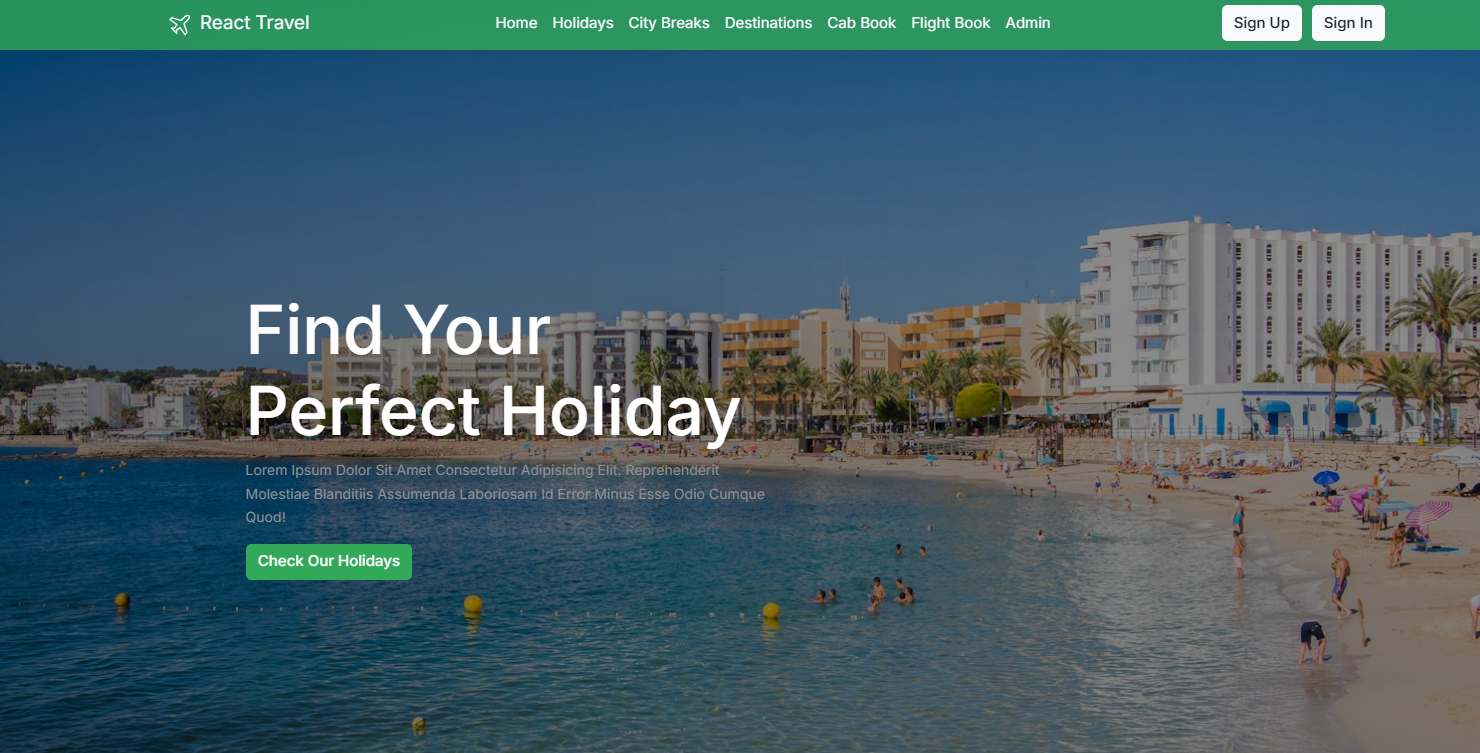 React Travel
Home Holidays City Breaks Destinations Cab Book Flight Book Admin
Sign Up Sign In
Find Your
Perfect Holiday
Lorem Ipsum Dolor Sit Amet Consectetur Adipisicing Elit. Reprehenderit
Molestiae Blanditiis Assumenda Laboriosam Id Error Minus Esse Odio Cumque
Quod!
Check Our Holidays